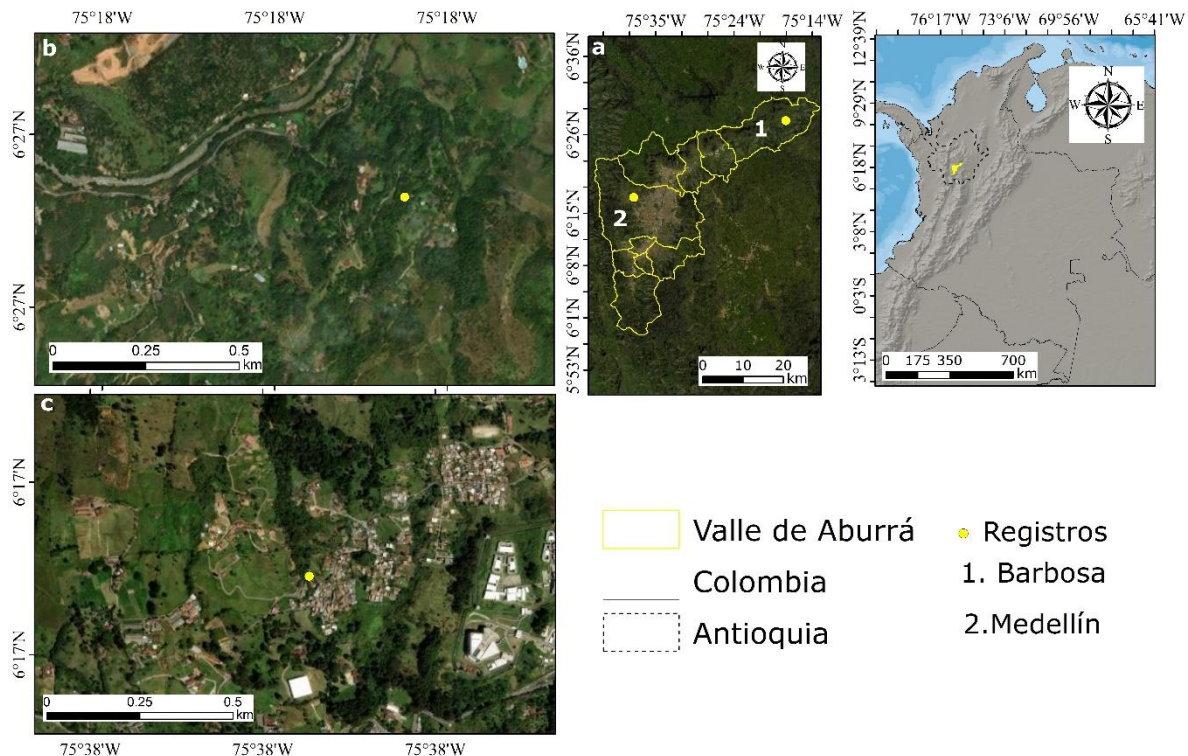 75°18'W 75°18'W 75°18'W
b
6°27'N
6°27'N
0 0.25 0.5
km
75°35'W 75°24'W 75°14'W
a
N
W E
S
6°36'N
6°26'N
6°15'N
6°8'N
6°1'N
5°53'N
1
2
0 10 20
km
76°17'W 73°6'W 69°56'W 65°41'W
12°39'N
9°29'N
6°18'N
3°8'N
0°3'S
3°13'S
N
W E
S
0 175 350 700
km
c
6°17'N
6°17'N
0 0.25 0.5
km
75°38'W 75°38'W 75°38'W
Valle de Aburrá
Colombia
Antioquia
Registros
1. Barbosa
2.Medellín